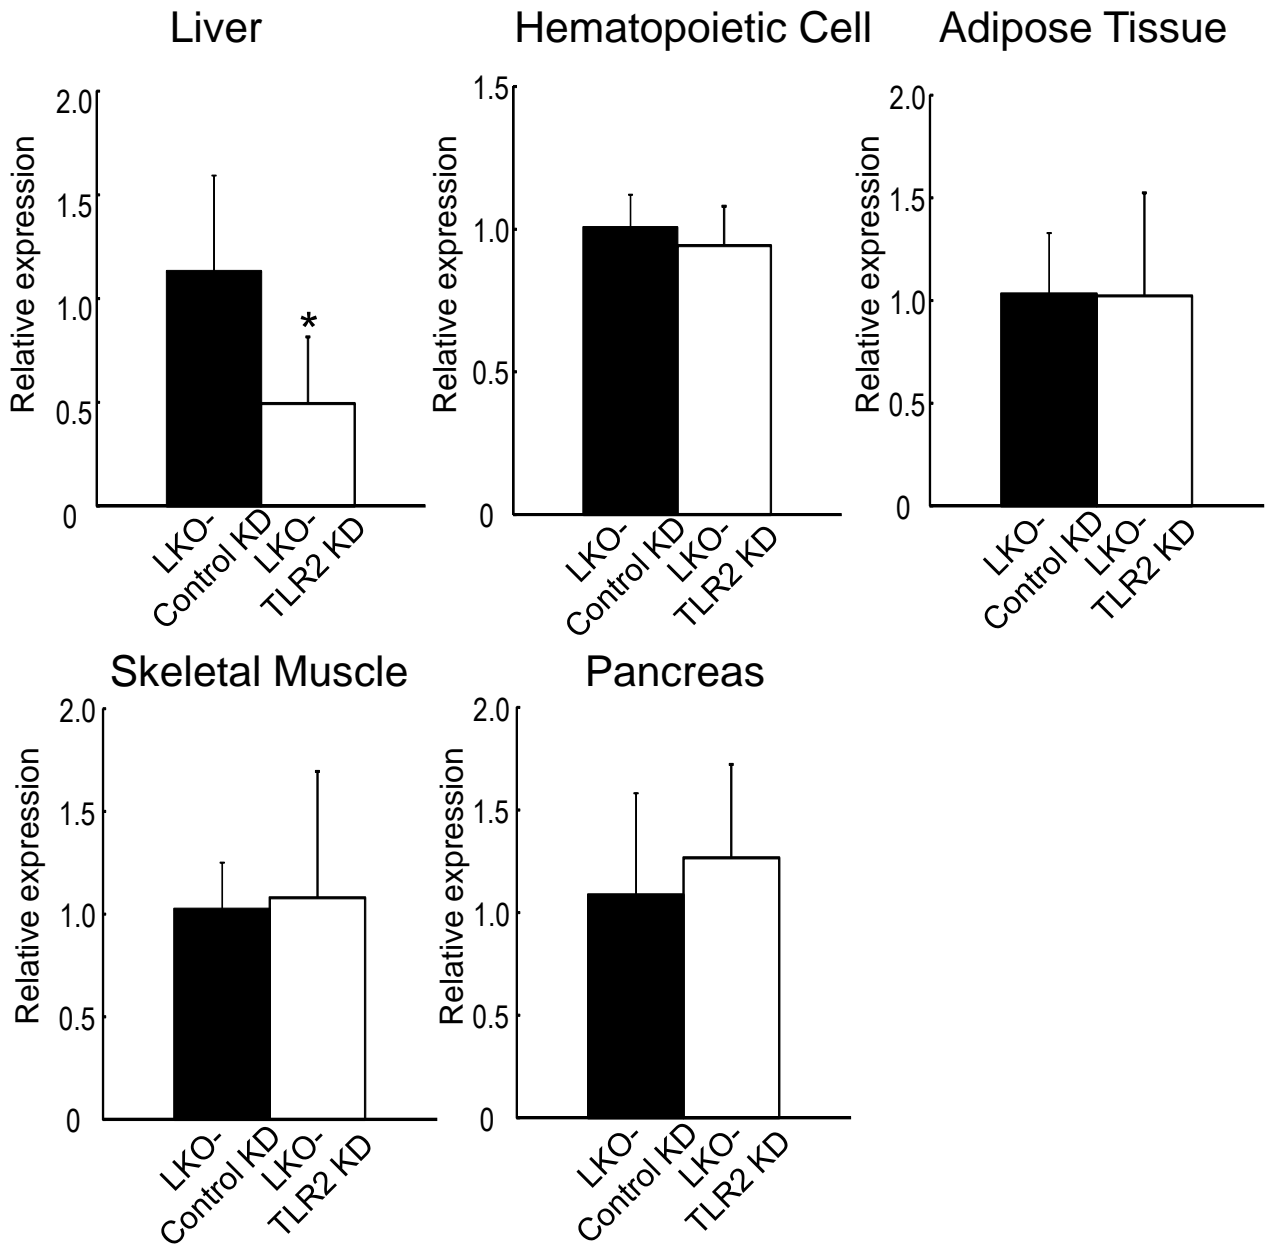 Liver
Relative expression
2.0
1.5
1.0
0.5
0
*
LKO-
Control KD
LKO-
TLR2 KD
Hematopoietic Cell
Relative expression
1.5
1.0
0.5
0
LKO-
Control KD
LKO-
TLR2 KD
Adipose Tissue
Relative expression
2.0
1.5
1.0
0.5
0
LKO-
Control KD
LKO-
TLR2 KD
Skeletal Muscle
Relative expression
2.0
1.5
1.0
0.5
0
LKO-
Control KD
LKO-
TLR2 KD
Pancreas
Relative expression
2.0
1.5
1.0
0.5
0
LKO-
Control KD
LKO-
TLR2 KD